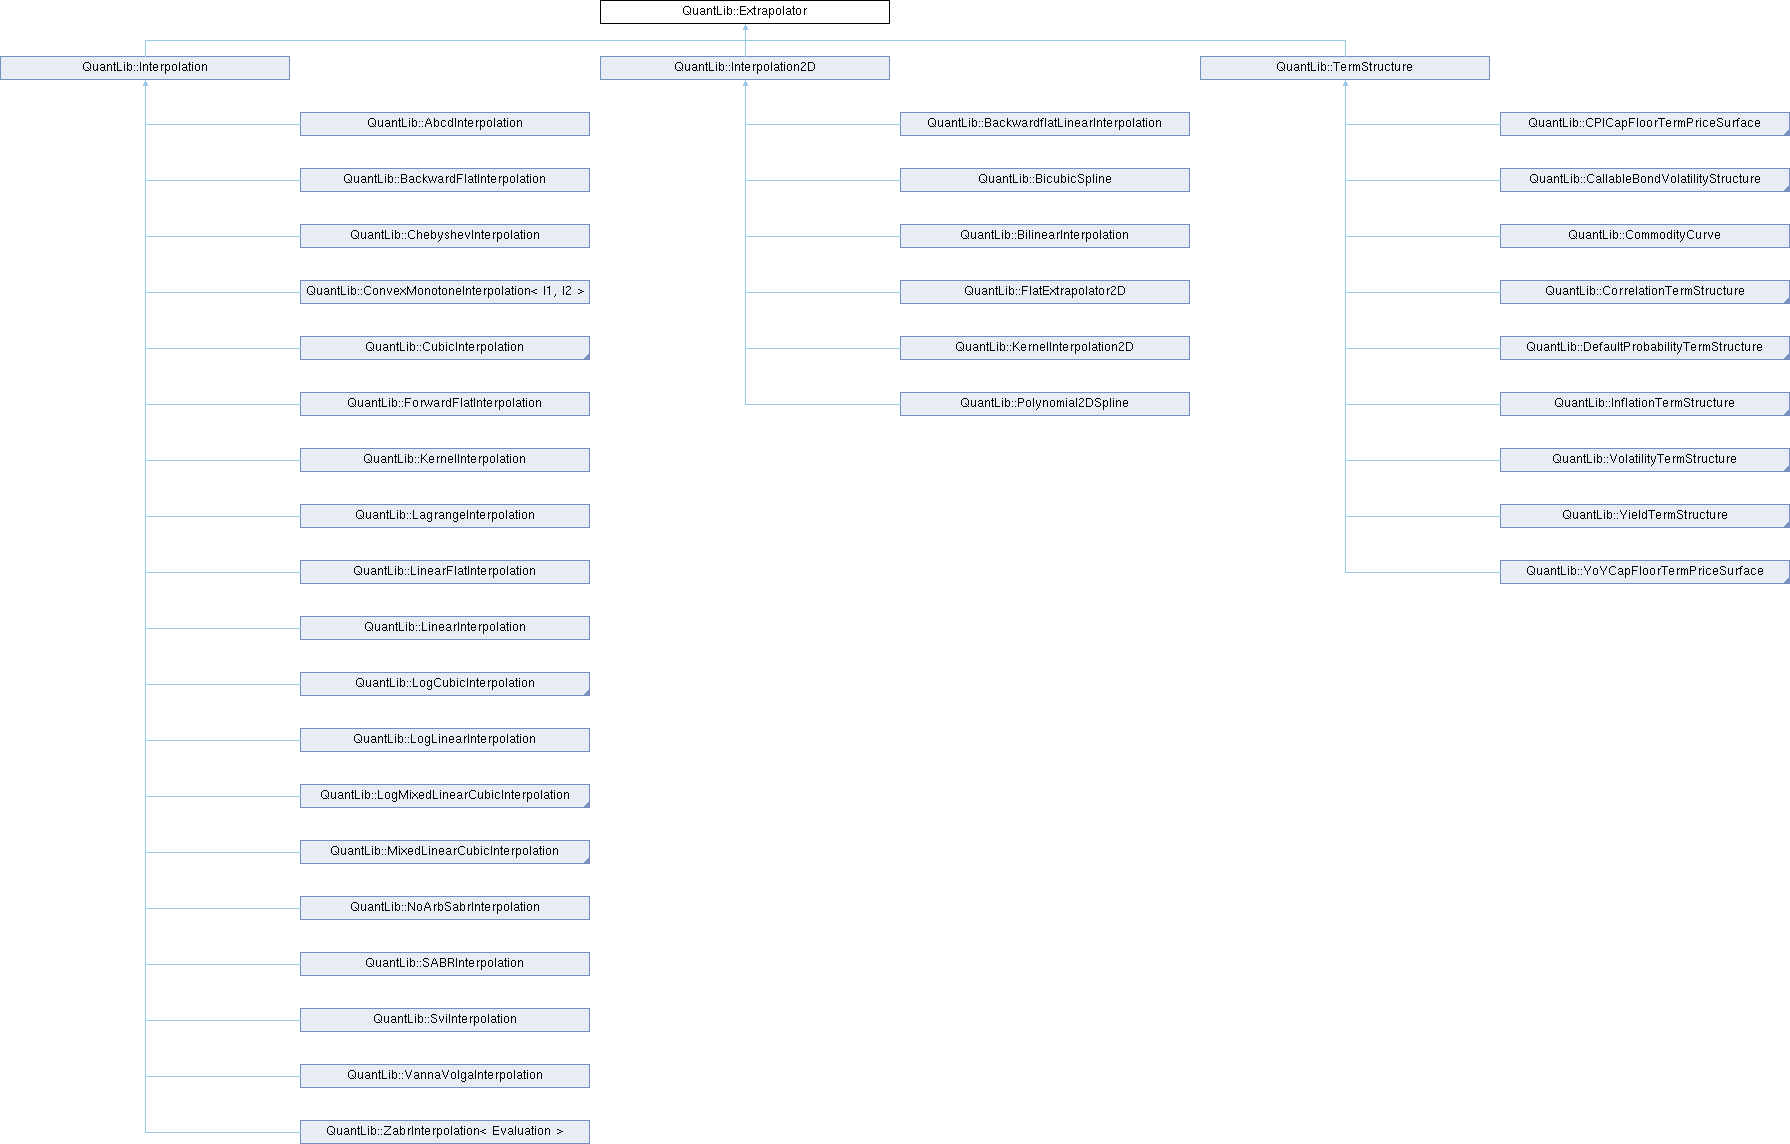 QuantLib::Extrapolator
QuantLib::Interpolation
QuantLib::Interpolation2D
QuantLib::TermStructure
QuantLib::AbcdInterpolation
QuantLib::BackwardflatLinearInterpolation
QuantLib::CPICapFloorTermPriceSurface
QuantLib::BackwardFlatInterpolation
QuantLib::BicubicSpline
QuantLib::CallableBondVolatilityStructure
QuantLib::ChebyshevInterpolation
QuantLib::BilinearInterpolation
QuantLib::CommodityCurve
QuantLib::ConvexMonotoneInterpolation< I1, I2 >
QuantLib::FlatExtrapolator2D
QuantLib::CorrelationTermStructure
QuantLib::CubicInterpolation
QuantLib::KernelInterpolation2D
QuantLib::DefaultProbabilityTermStructure
QuantLib::ForwardFlatInterpolation
QuantLib::Polynomial2DSpline
QuantLib::InflationTermStructure
QuantLib::KernelInterpolation
QuantLib::VolatilityTermStructure
QuantLib::LagrangeInterpolation
QuantLib::YieldTermStructure
QuantLib::LinearFlatInterpolation
QuantLib::YoYCapFloorTermPriceSurface
QuantLib::LinearInterpolation
QuantLib::LogCubicInterpolation
QuantLib::LogLinearInterpolation
QuantLib::LogMixedLinearCubicInterpolation
QuantLib::MixedLinearCubicInterpolation
QuantLib::NoArbSabrInterpolation
QuantLib::SABRInterpolation
QuantLib::SviInterpolation
QuantLib::VannaVolgaInterpolation
QuantLib::ZabrInterpolation< Evaluation >